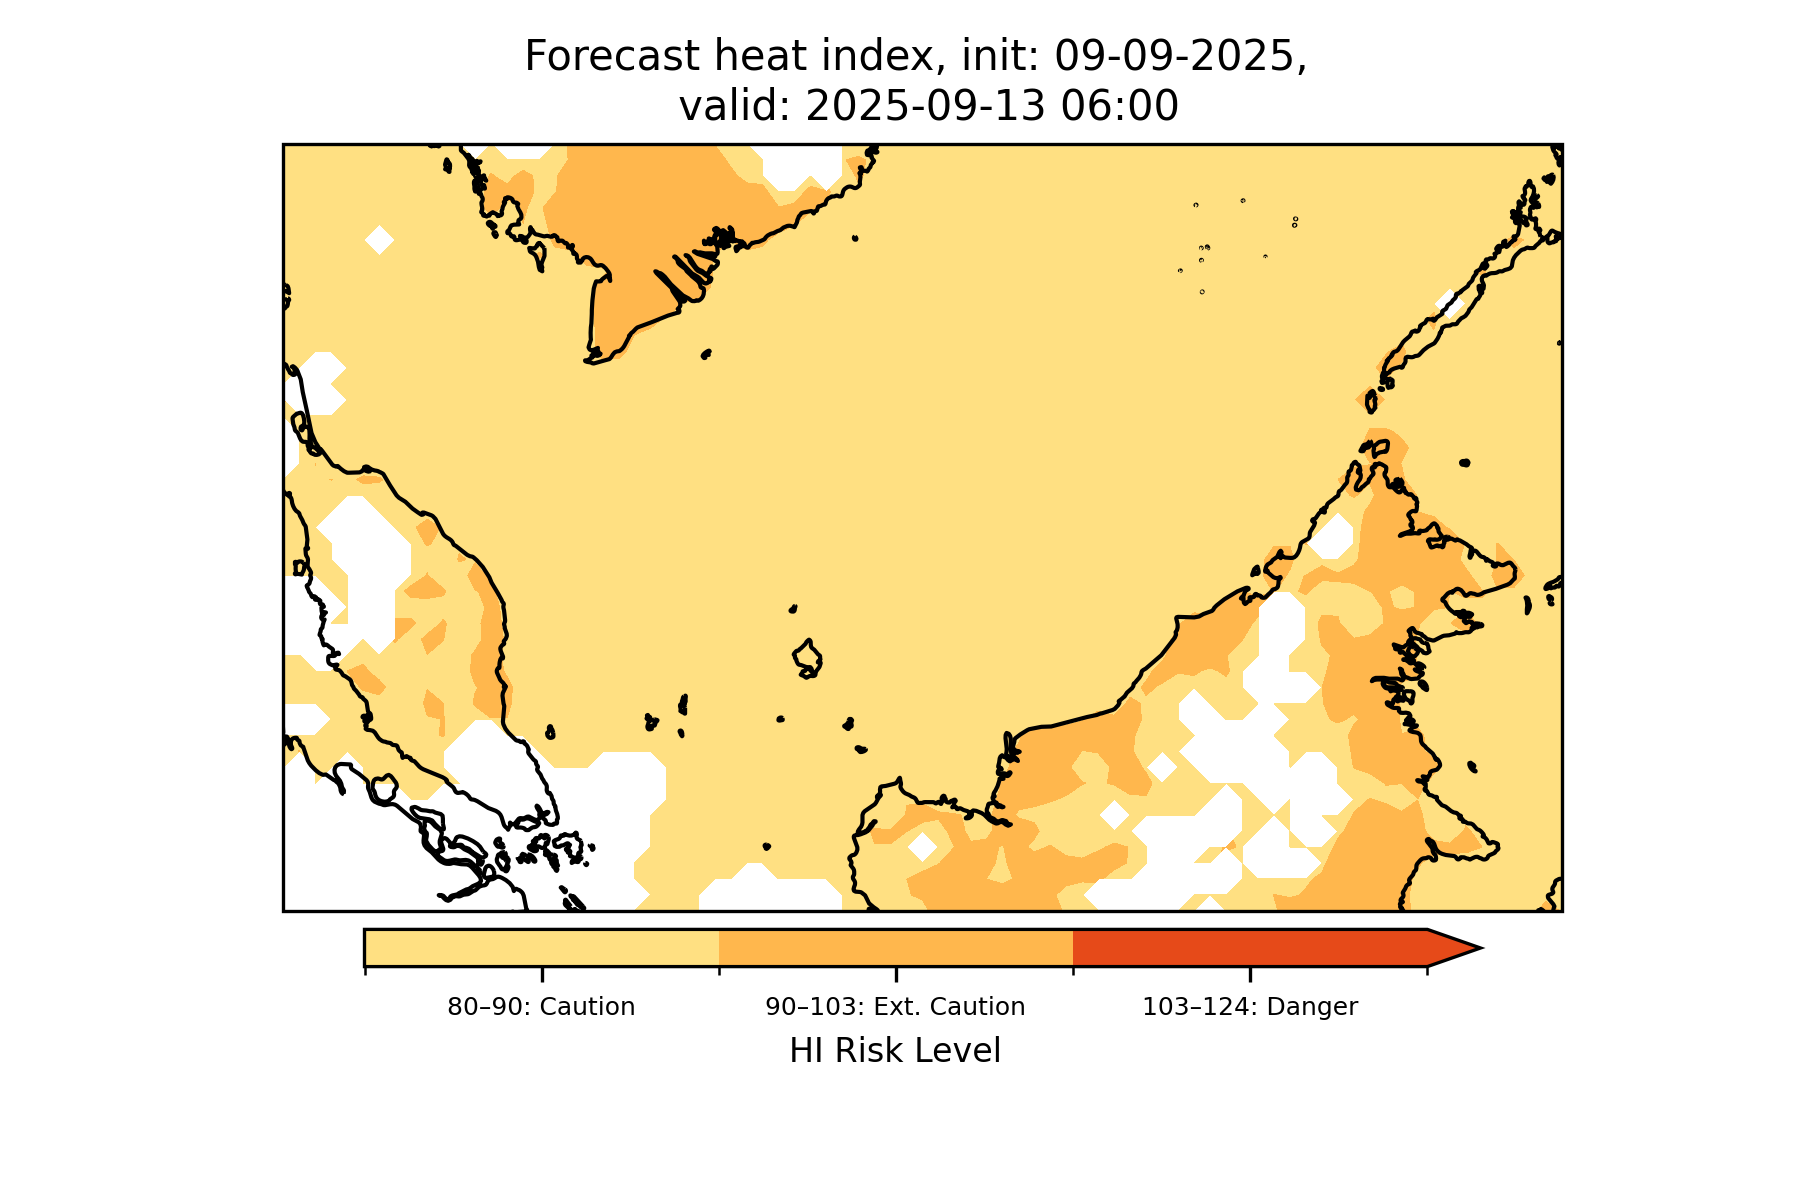 Forecast heat index, init: 09-09-2025,
valid: 2025-09-13 06:00
80–90: Caution
90–103: Ext. Caution
103–124: Danger
HI Risk Level